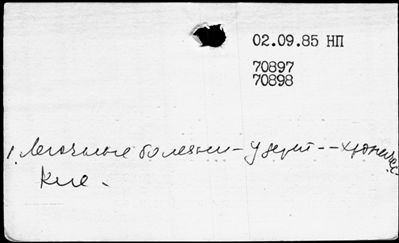 02.09.85 НП
70897
70898
1. Легочные болезни - у детей -- хрониче
кие.